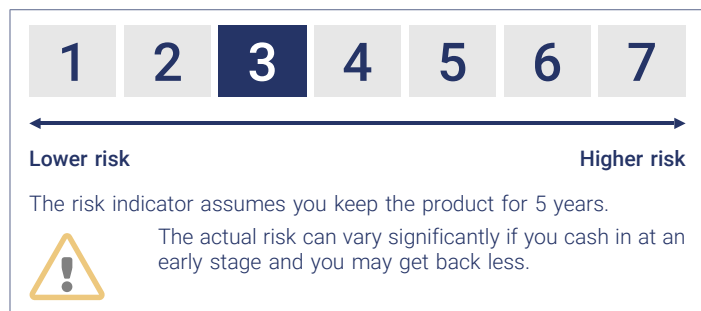 1 2 3 4 5 6 7
Lower risk Higher risk
The risk indicator assumes you keep the product for 5 years.
The actual risk can vary significantly if you cash in at an
early stage and you may get back less.